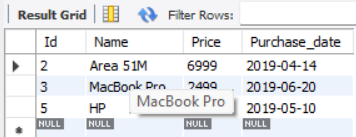 Result Grid Filter Rows:
Id Name Price Purchase_date
2 Area 51M 6999 2019-04-14
3 MacBook Pro 2499 2019-06-20
MacBook Pro
5 HP 2019-05-10
NULL NULL NULL NULL